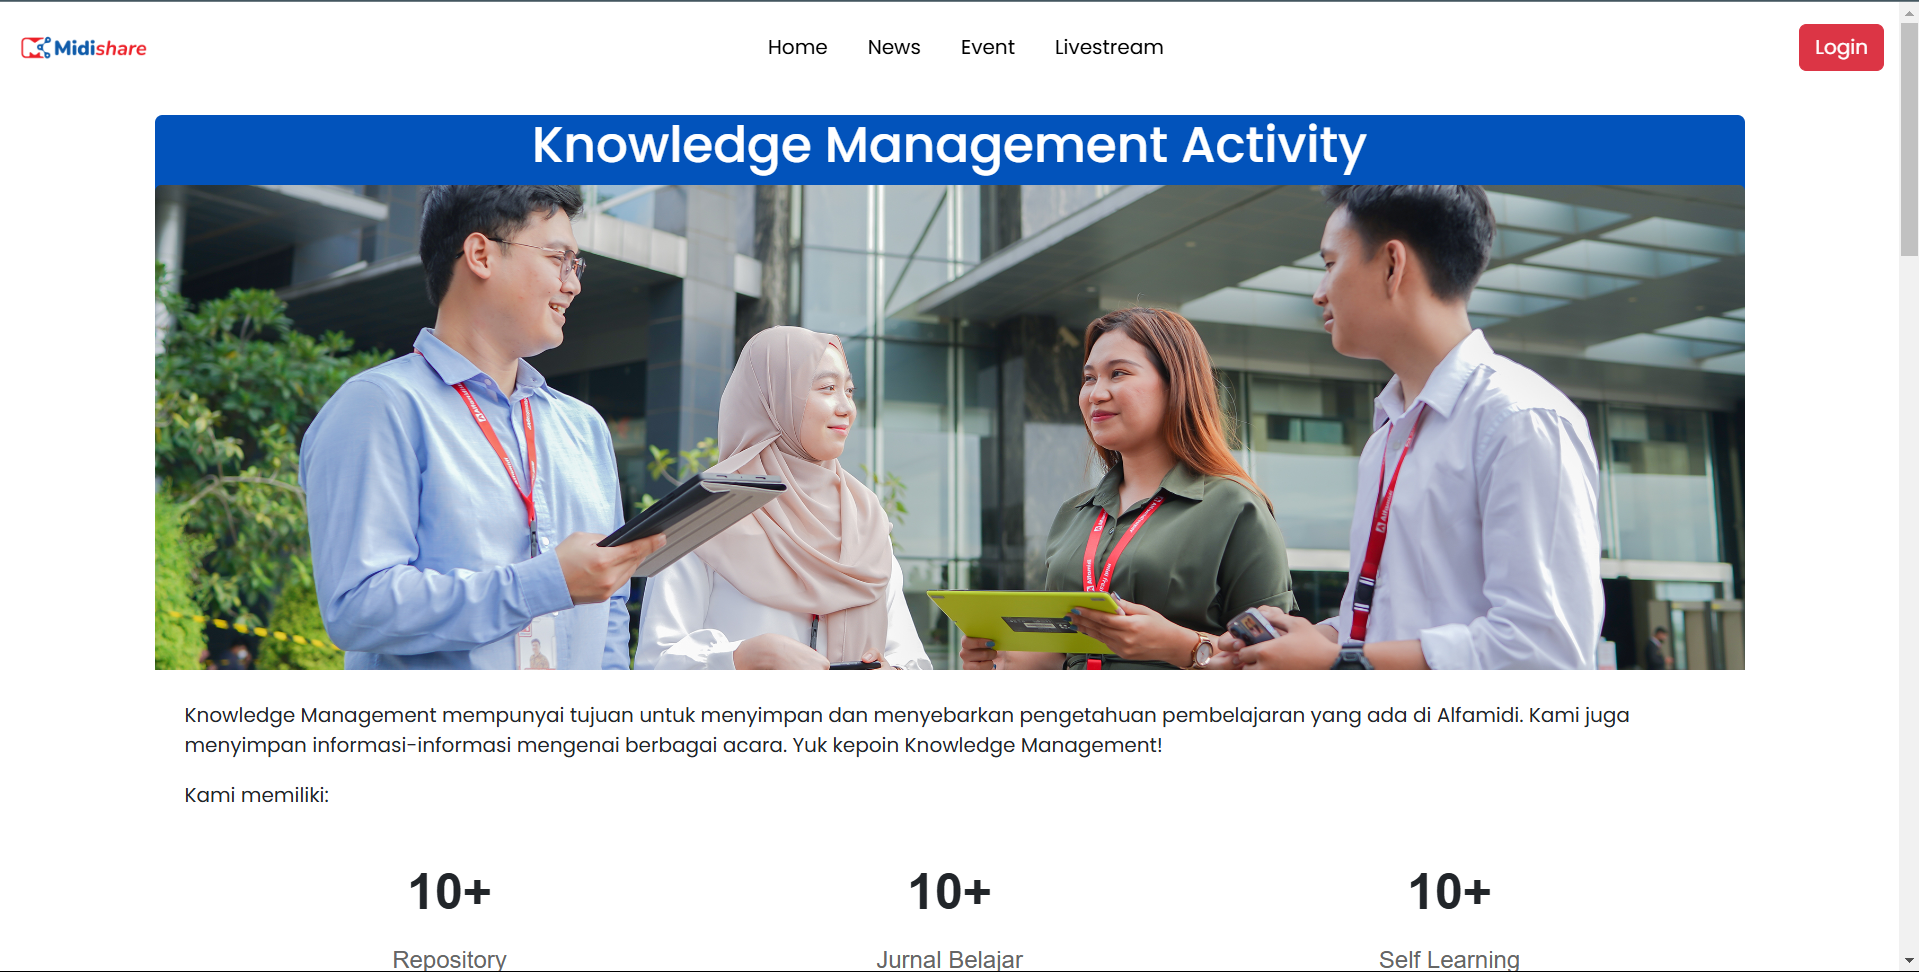 Midishare
Home
News
Event
Livestream
Login
Knowledge Management Activity
Knowledge Management mempunyai tujuan untuk menyimpan dan menyebarkan pengetahuan pembelajaran yang ada di Alfamidi. Kami juga
menyimpan informasi-informasi mengenai berbagai acara. Yuk kepoin Knowledge Management!
Kami memiliki:
10+
10+
10+
Repository
Jurnal Belajar
Self Learning